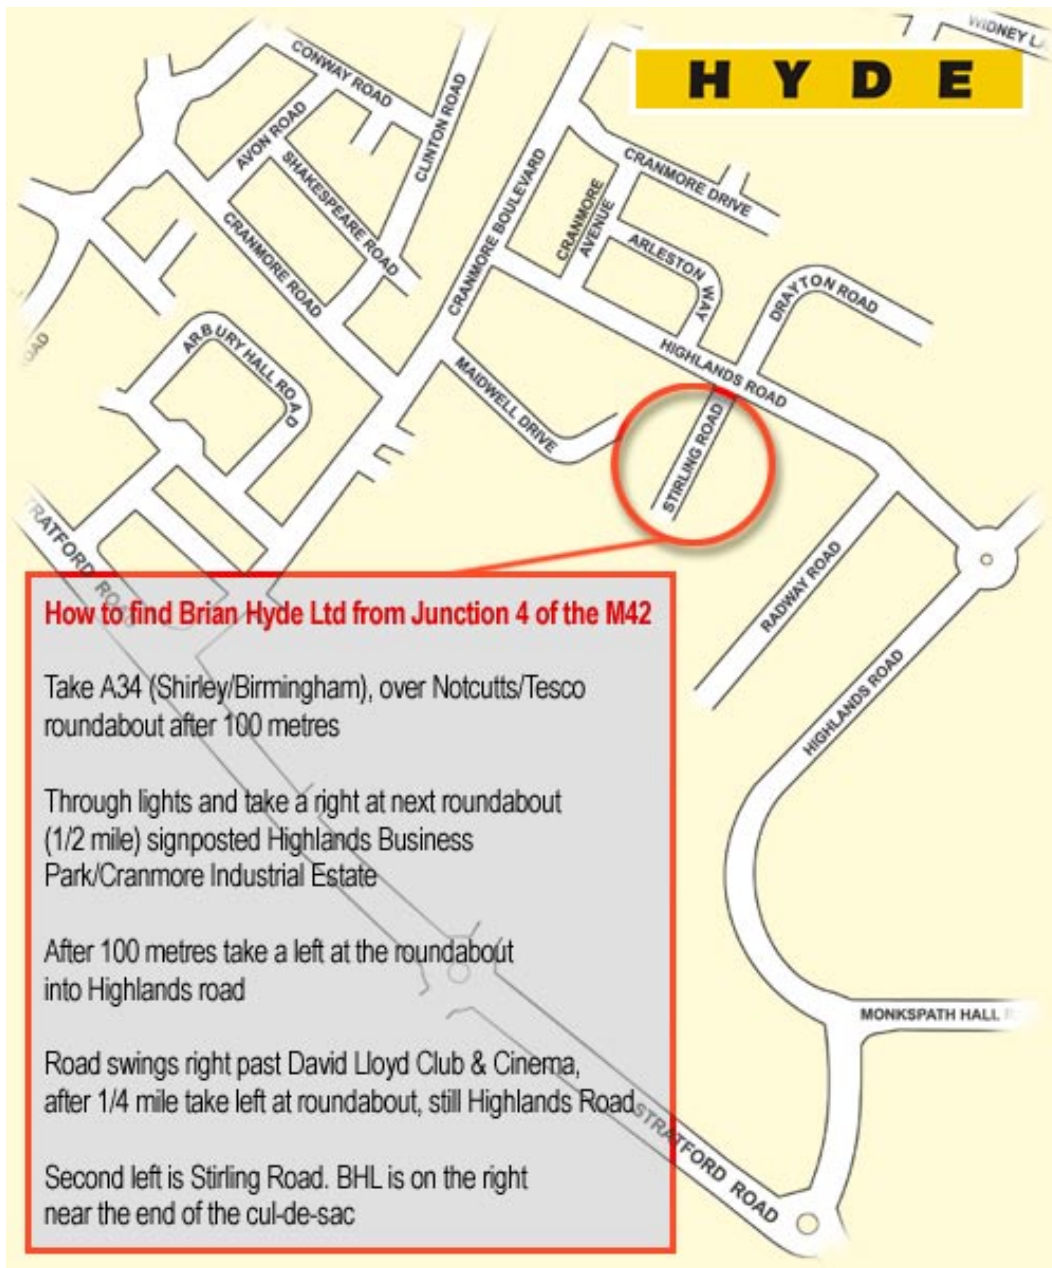 WIDNEY L
HYDE
CONWAY ROAD
CLINTON ROAD
AVON ROAD
SHAKESPEARE ROAD
CRANMORE ROAD
CRANMORE BOULEVARD
CRANMORE DRIVE
CRANMORE
AVENUE
ARLESTON
WAY
DRAYTON ROAD
OAD
ARBURY HALL ROAD
MAIDWELL DRIVE
HIGHLANDS ROAD
STIRLING ROAD
TRATFORD ROAD
RADWAY ROAD
HIGHLANDS ROAD
How to find Brian Hyde Ltd from Junction 4 of the M42
Take A34 (Shirley/Birmingham), over Notcutts/Tesco
roundabout after 100 metres
Through lights and take a right at next roundabout
(1/2 mile) signposted Highlands Business
Park/Cranmore Industrial Estate
After 100 metres take a left at the roundabout
into Highlands road
Road swings right past David Lloyd Club & Cinema,
after 1/4 mile take left at roundabout, still Highlands Road
Second left is Stirling Road. BHL is on the right
near the end of the cul-de-sac
MONKSPATH HALL R
STRATFORD ROAD